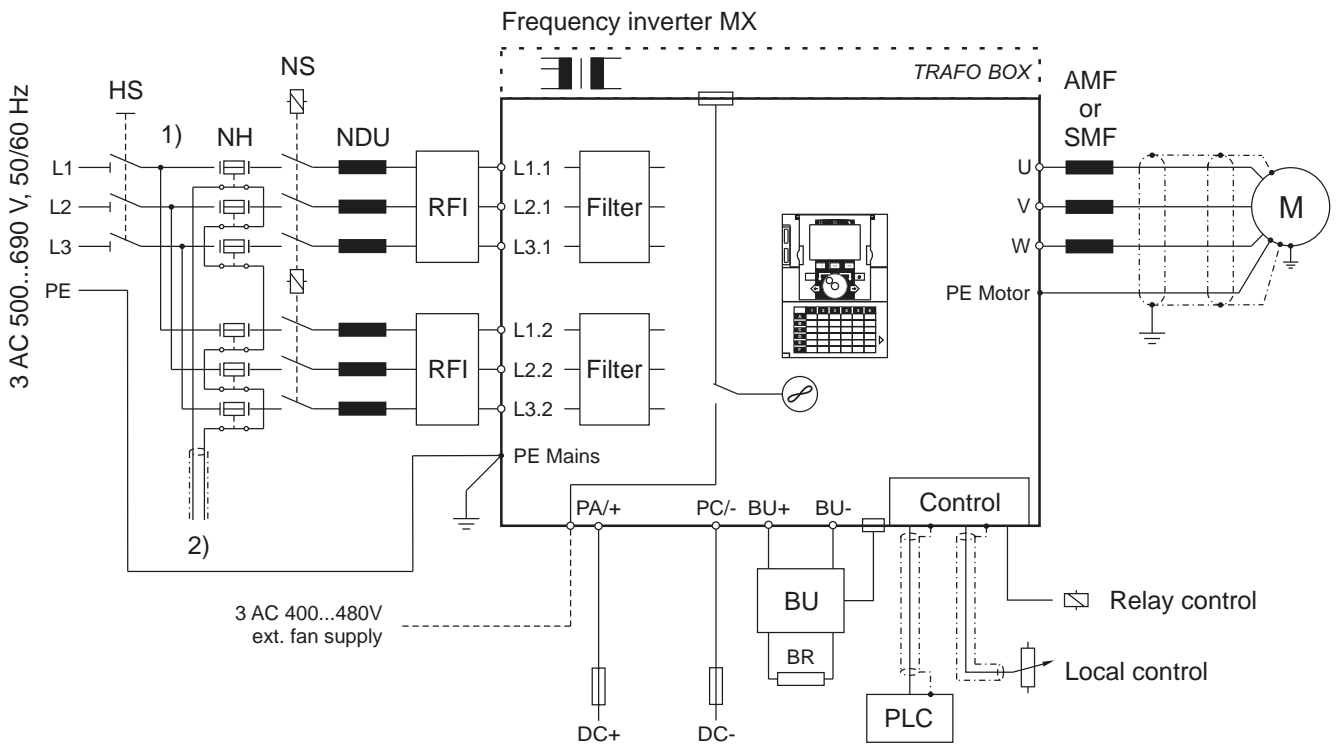 Frequency inverter MX
TRAFO BOX
3 AC 500...690 V, 50/60 Hz
HS
NS
AMF
or
SMF
1)
NH
NDU
L1
L2
L3
PE
RFI
L1.1
L2.1
L3.1
Filter
U
V
W
M
PE Motor
RFI
L1.2
L2.2
L3.2
Filter
PE Mains
2)
PA/+
PC/-
BU+
BU-
Control
3 AC 400...480V
ext. fan supply
BU
BR
Relay control
Local control
PLC
DC+
DC-